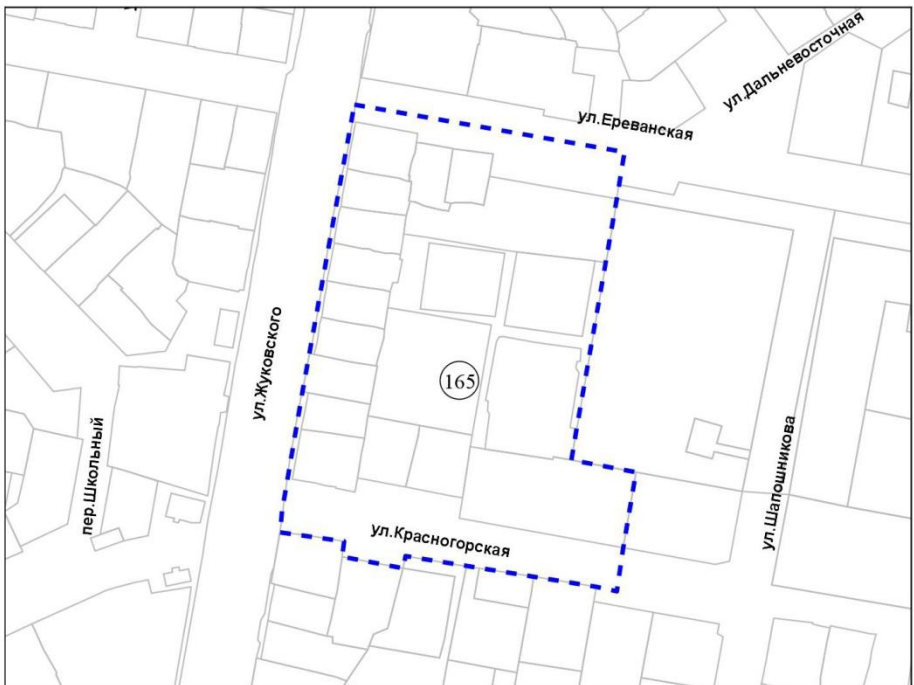 ул.Дальневосточная
ул.Ереванская
ул.Жуковского
165
пер.Школьный
ул.Шапошникова
ул.Красногорская